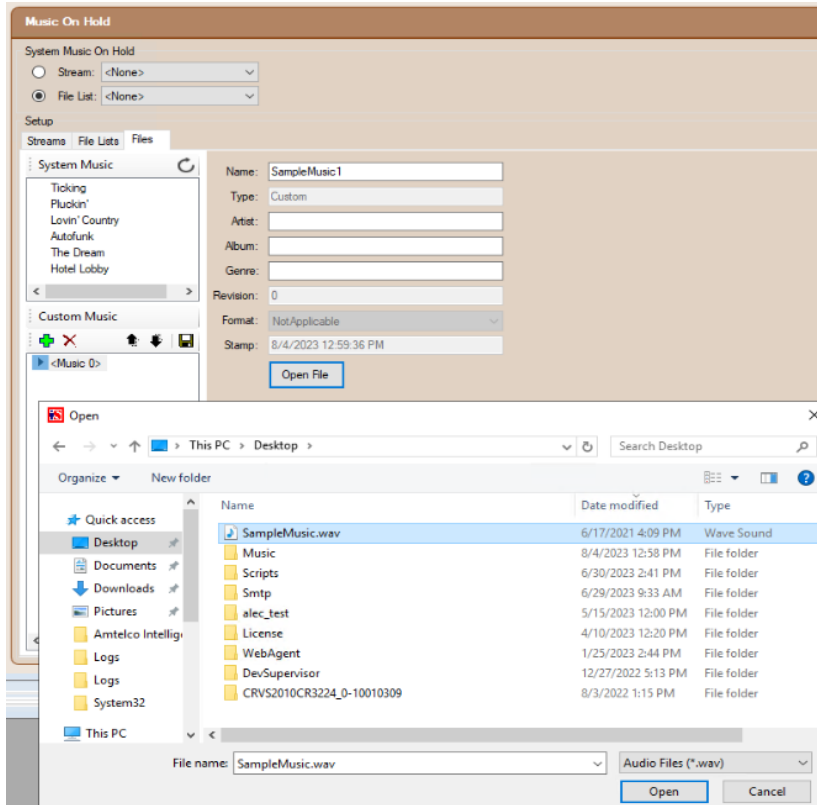 Music On Hold
System Music On Hold
Stream: <None>
File List: <None>
Setup
Streams File Lists Files
System Music
Ticking
Pluckin'
Lovin' Country
Autofunk
The Dream
Hotel Lobby
Custom Music
<Music 0>
Name: SampleMusic1
Type: Custom
Artist:
Album:
Genre:
Revision: 0
Format: NotApplicable
Stamp: 8/4/2023 12:59:36 PM
Open File
Open
This PC > Desktop >
Search Desktop
Organize
New folder
Quick access
Desktop
Documents
Downloads
Pictures
Amtelco Intellig
Logs
Logs
System32
This PC
Name Date modified Type
SampleMusic.wav 6/17/2021 4:09 PM Wave Sound
Music 8/4/2023 12:58 PM File folder
Scripts 6/30/2023 2:41 PM File folder
Smtp 6/29/2023 9:33 AM File folder
alec_test 5/15/2023 12:00 PM File folder
License 4/10/2023 12:20 PM File folder
WebAgent 1/25/2023 2:44 PM File folder
DevSupervisor 12/27/2022 5:13 PM File folder
CRVS2010CR3224_0-10010309 8/3/2022 1:15 PM File folder
File name: SampleMusic.wav
Audio Files (*.wav)
Open Cancel